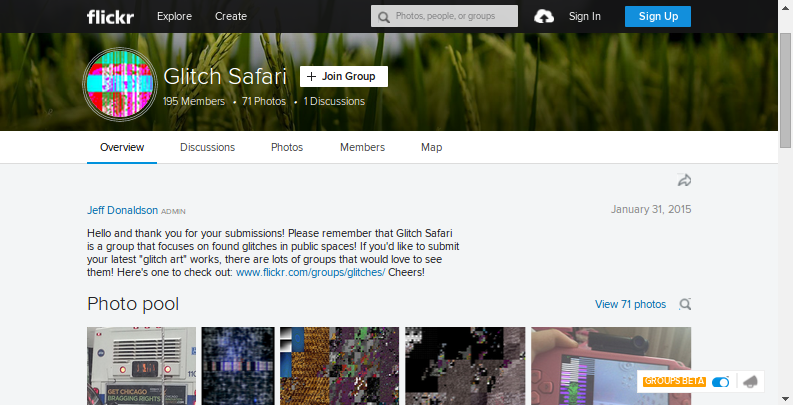 flickr Explore Create Photos, people, or groups Sign In Sign Up
Glitch Safari + Join Group
195 Members • 71 Photos • 1 Discussions
Overview Discussions Photos Members Map
Jeff Donaldson ADMIN January 31, 2015
Hello and thank you for your submissions! Please remember that Glitch Safari
is a group that focuses on found glitches in public spaces! If you'd like to submit
your latest "glitch art" works, there are lots of groups that would love to see
them! Here's one to check out: www.flickr.com/groups/glitches/ Cheers!
Photo pool View 71 photos
GROUPS BETA
GET CHICAGO
BRAGGING RIGHTS